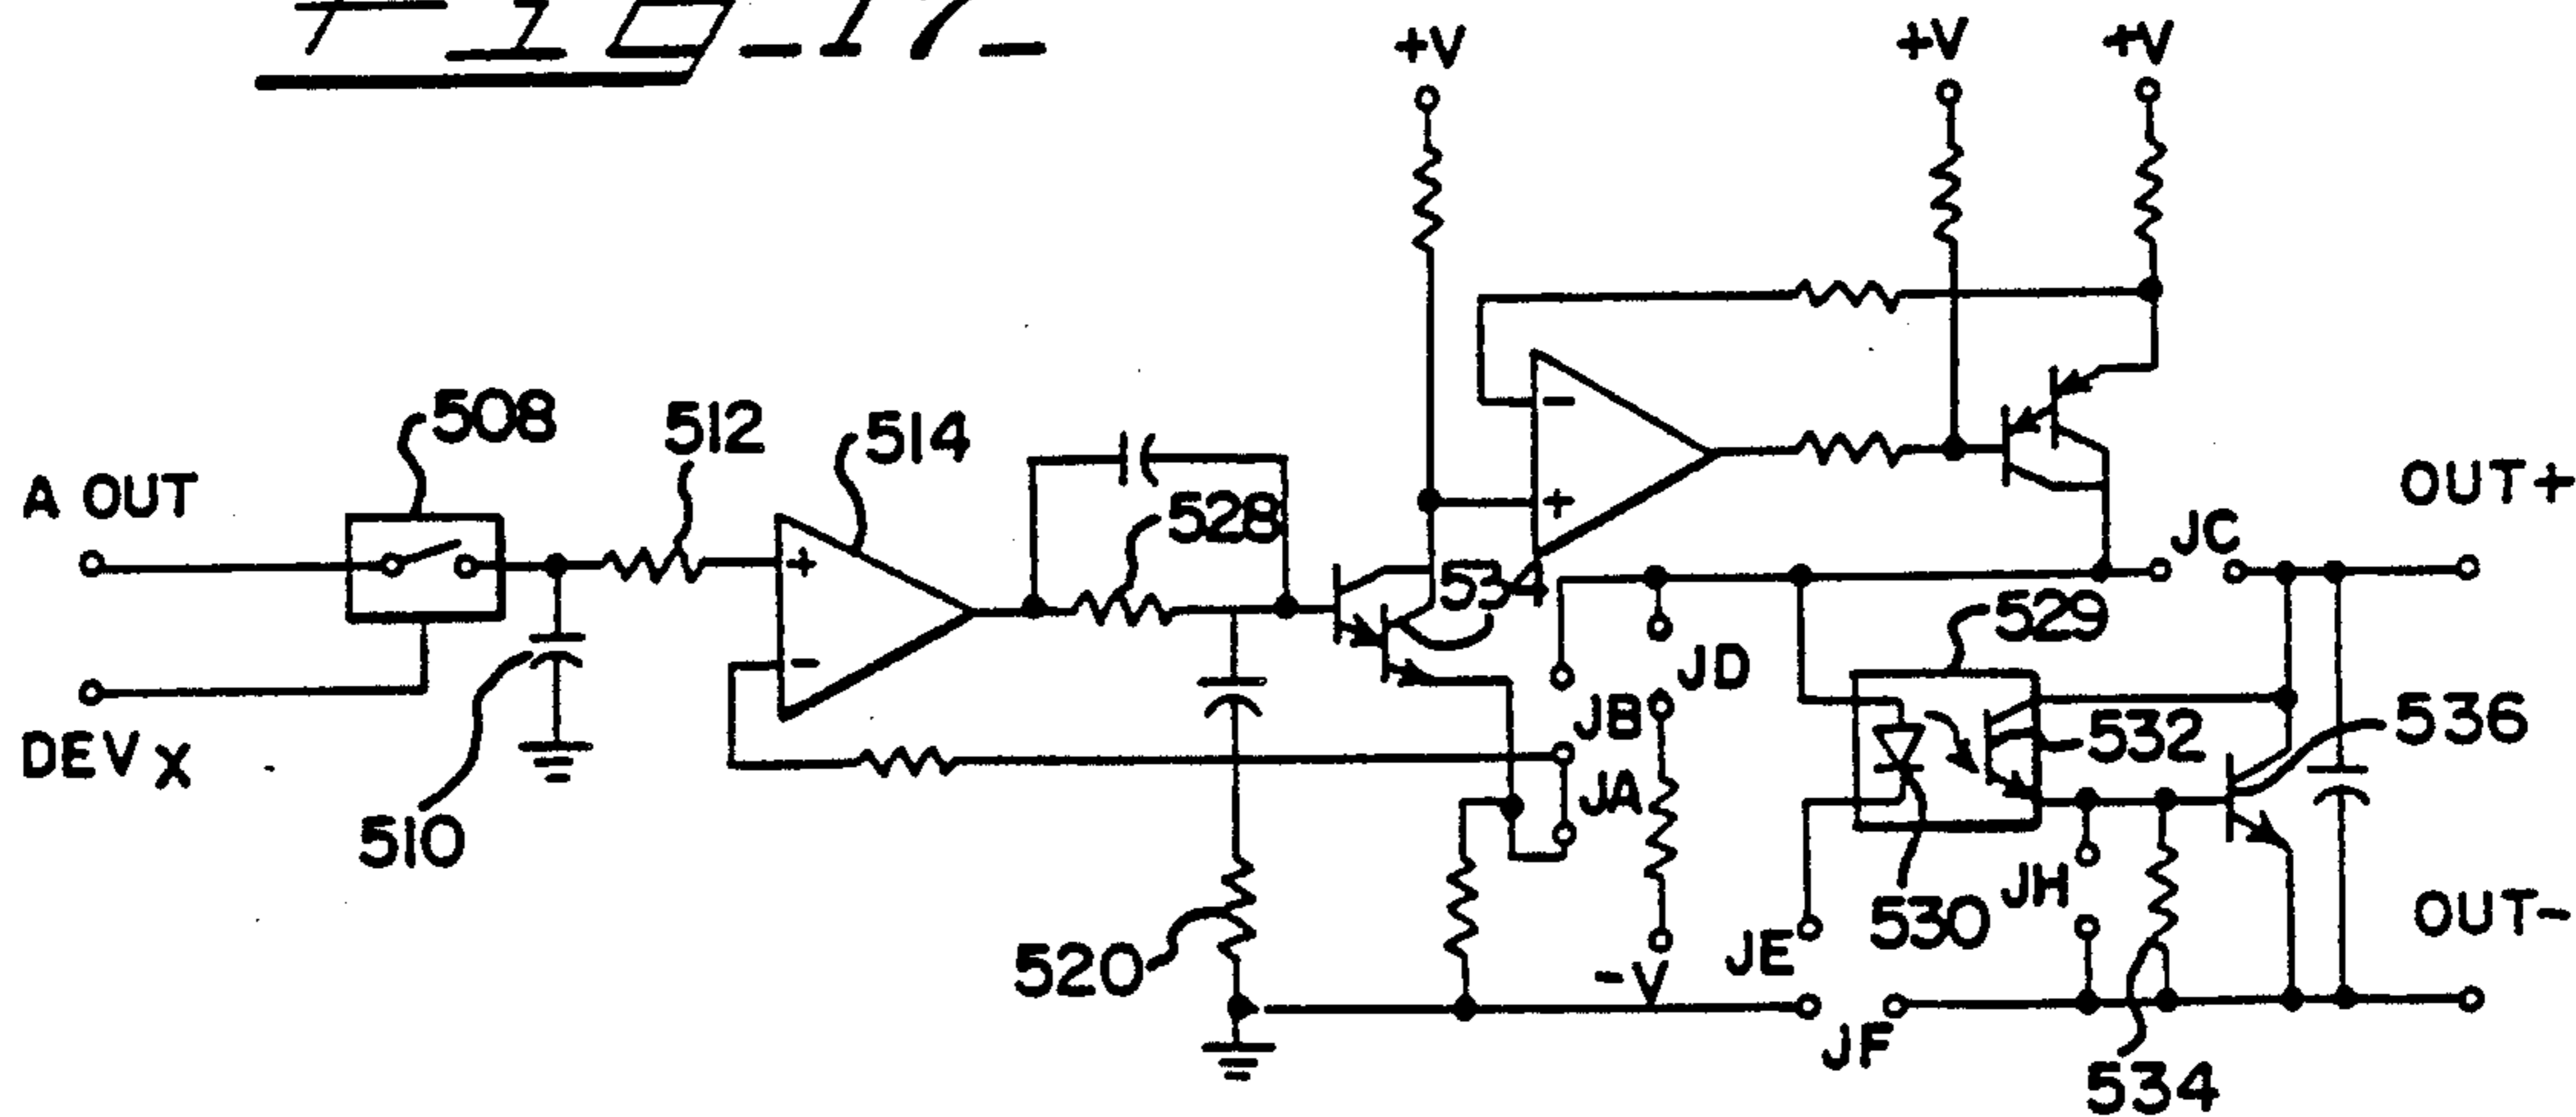 FIG_17_
+V
+V
+V
508
512
514
A OUT
528
534
JC
OUT+
529
JD
JB
532
536
DEV X
JA
510
530
JH
OUT-
520
JE
-V
JF
534
+
-
-
+